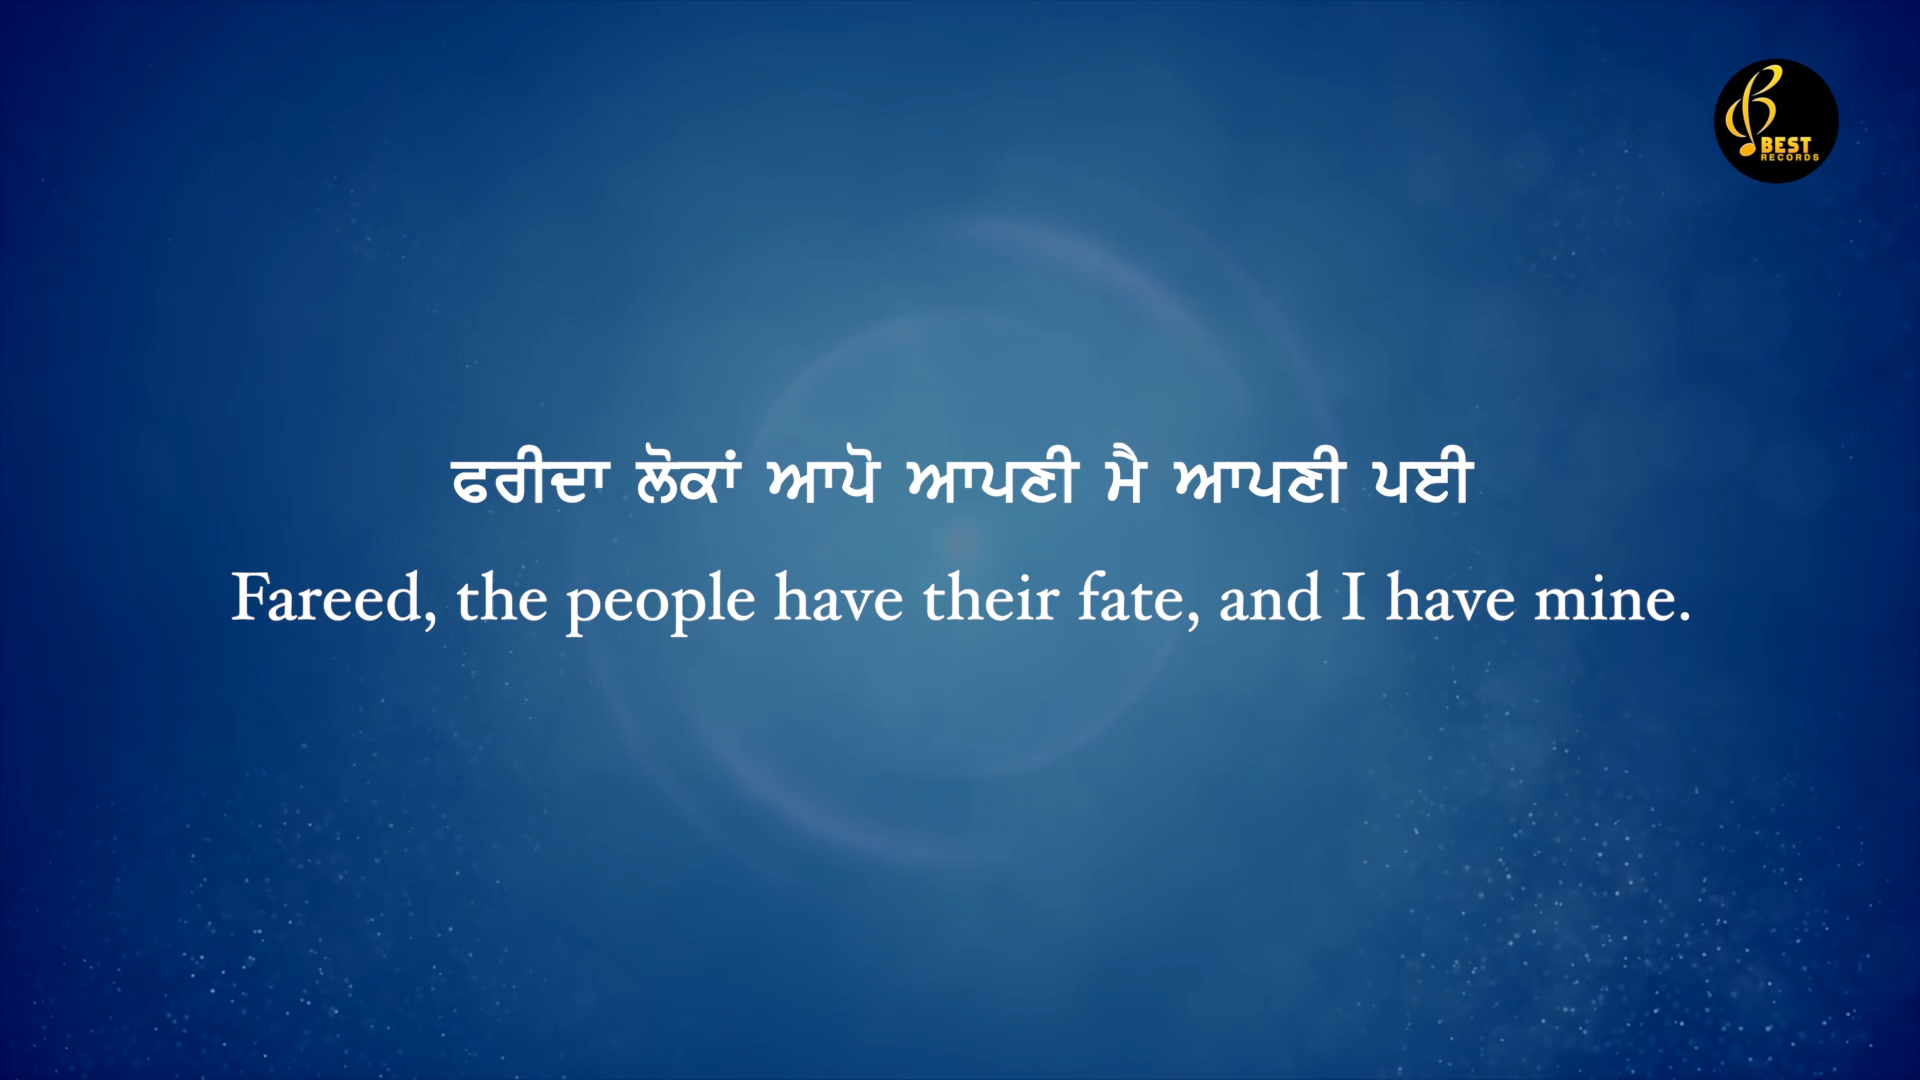 BEST
RECORDS
ਫਰੀਦਾ ਲੋਕਾਂ ਆਪੋ ਆਪਣੀ ਮੈ ਆਪਣੀ ਪਈ
Fareed, the people have their fate, and I have mine.